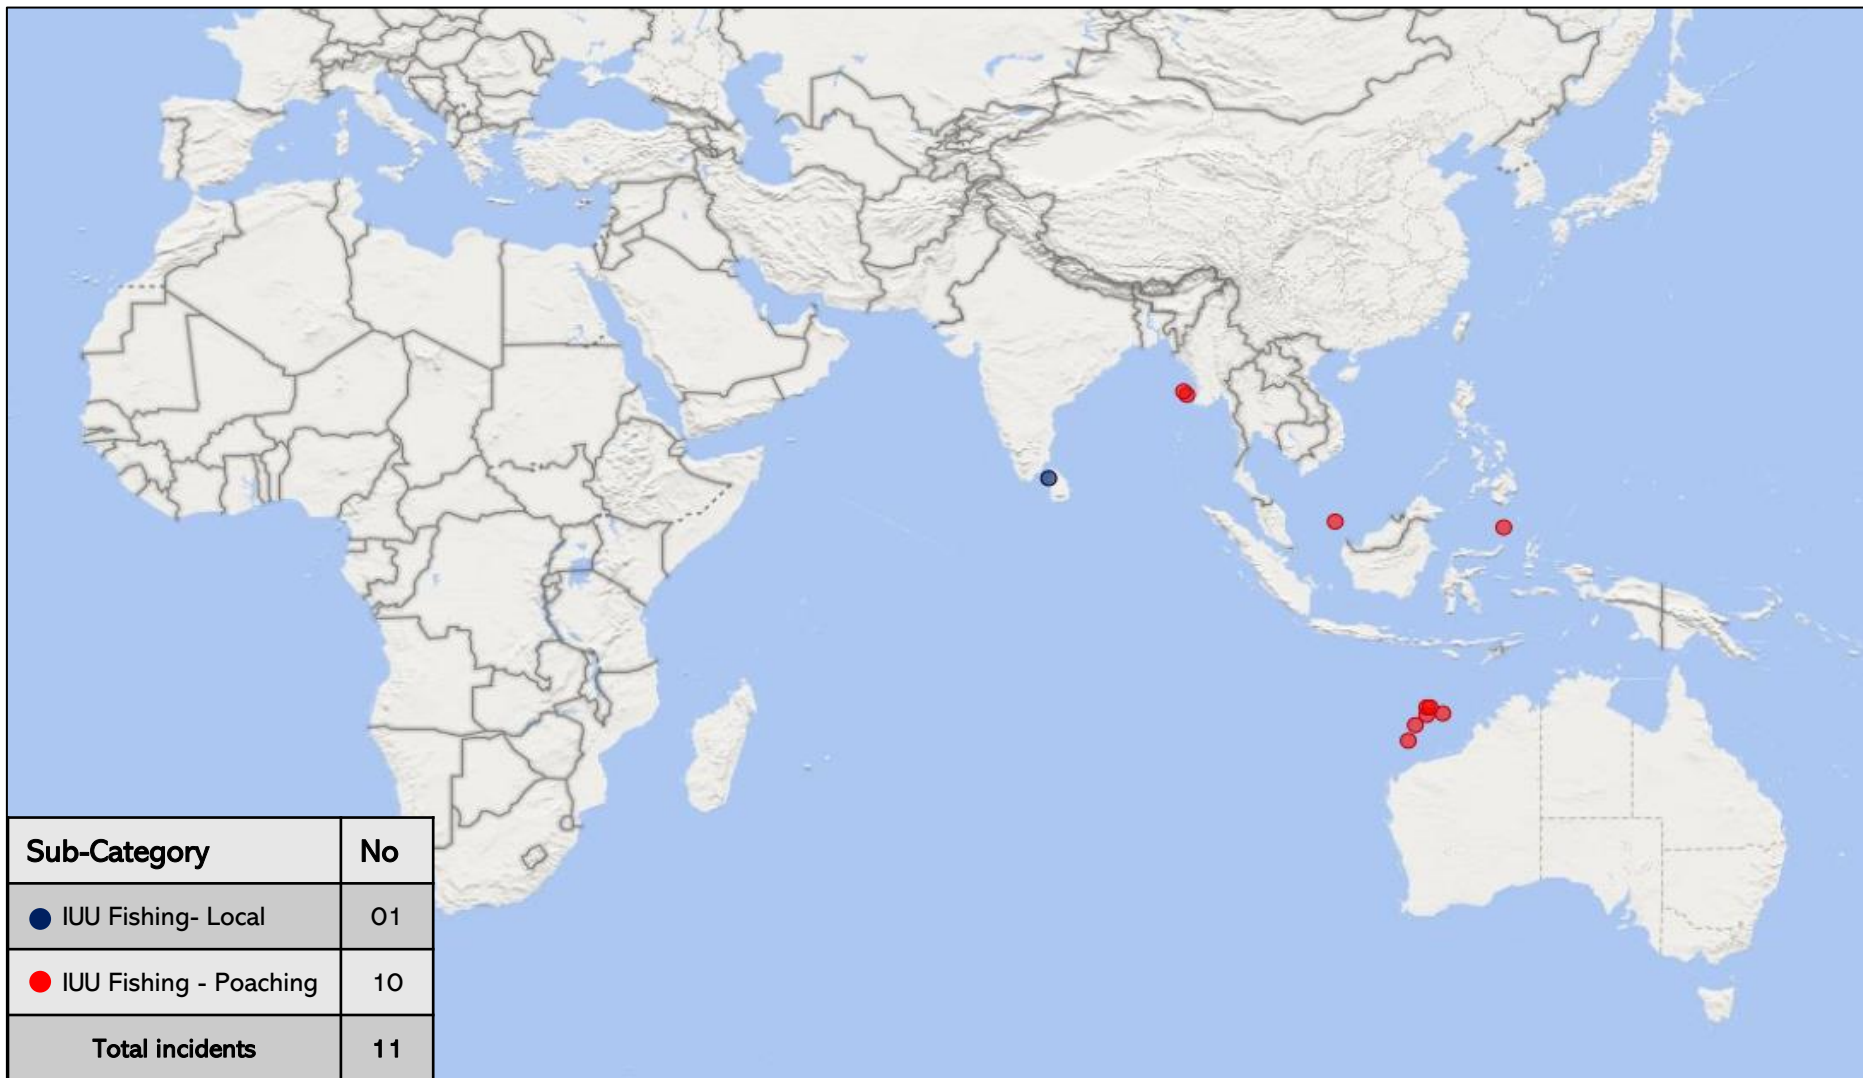 Sub-Category No
IUU Fishing- Local 01
IUU Fishing - Poaching 10
Total incidents 11